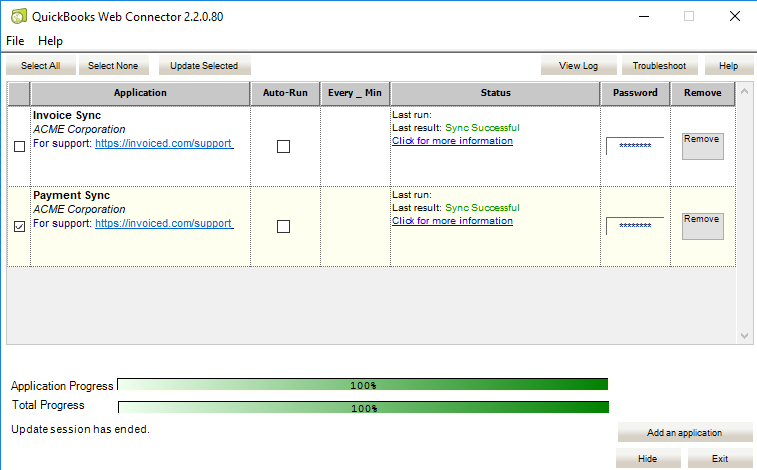 QuickBooks Web Connector 2.2.0.80
File Help
Select All Select None Update Selected View Log Troubleshoot Help
Application Auto-Run Every _ Min Status Password Remove
Invoice Sync
ACME Corporation
For support: https://invoiced.com/support
Last run:
Last result: Sync Successful
Click for more information
********
Remove
Payment Sync
ACME Corporation
For support: https://invoiced.com/support
Last run:
Last result: Sync Successful
Click for more information
********
Remove
Application Progress 100%
Total Progress 100%
Update session has ended.
Add an application
Hide Exit